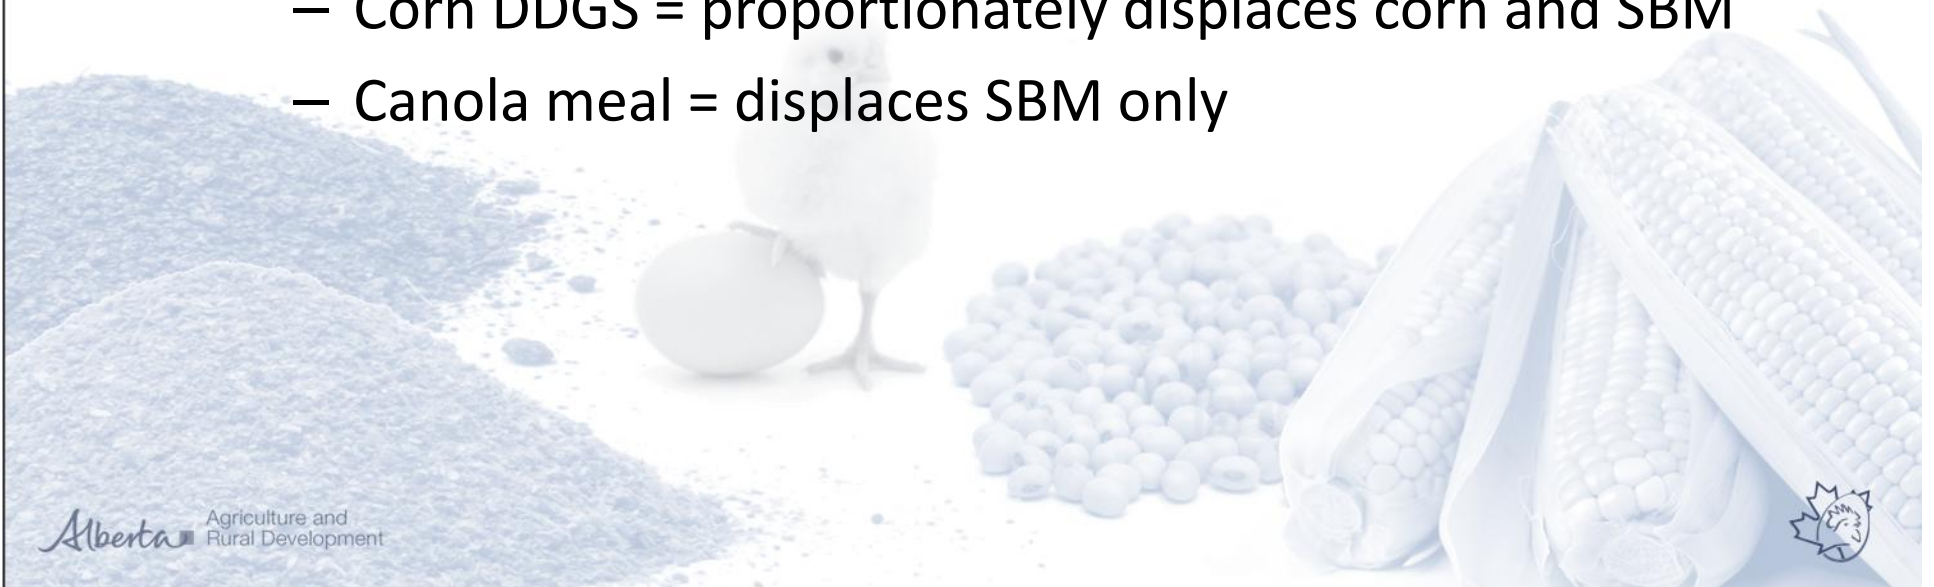 – Corn DDGS = proportionately displaces corn and SBM
– Canola meal = displaces SBM only
Alberta Agriculture and
Rural Development